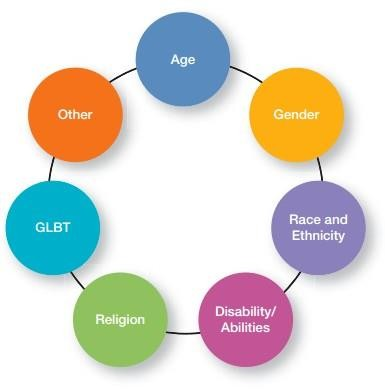 Age
Gender
Race and
Ethnicity
Disability/
Abilities
Religion
GLBT
Other